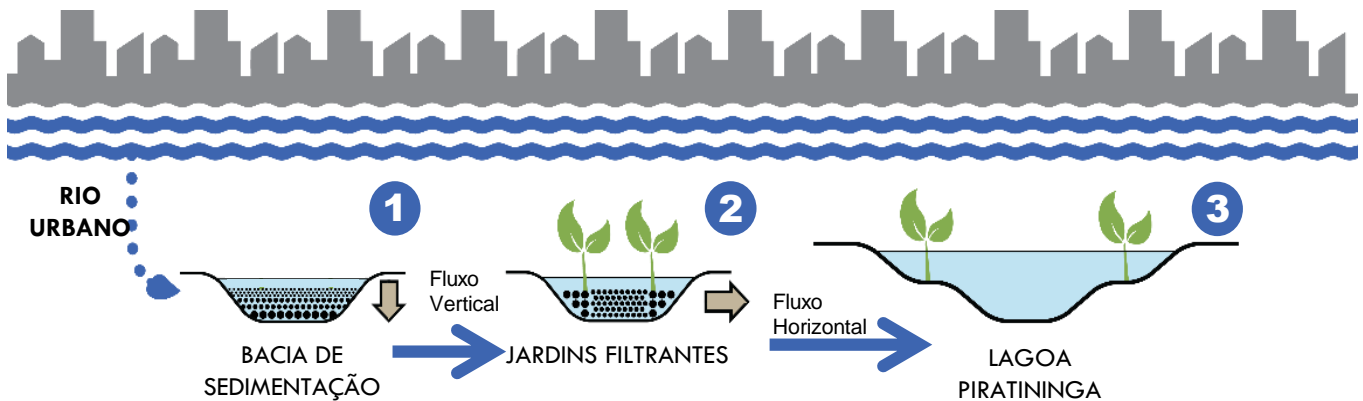 RIO
URBANO
1
Fluxo
Vertical
BACIA DE
SEDIMENTAÇÃO
2
Fluxo
Horizontal
JARDINS FILTRANTES
3
LAGOA
PIRATININGA